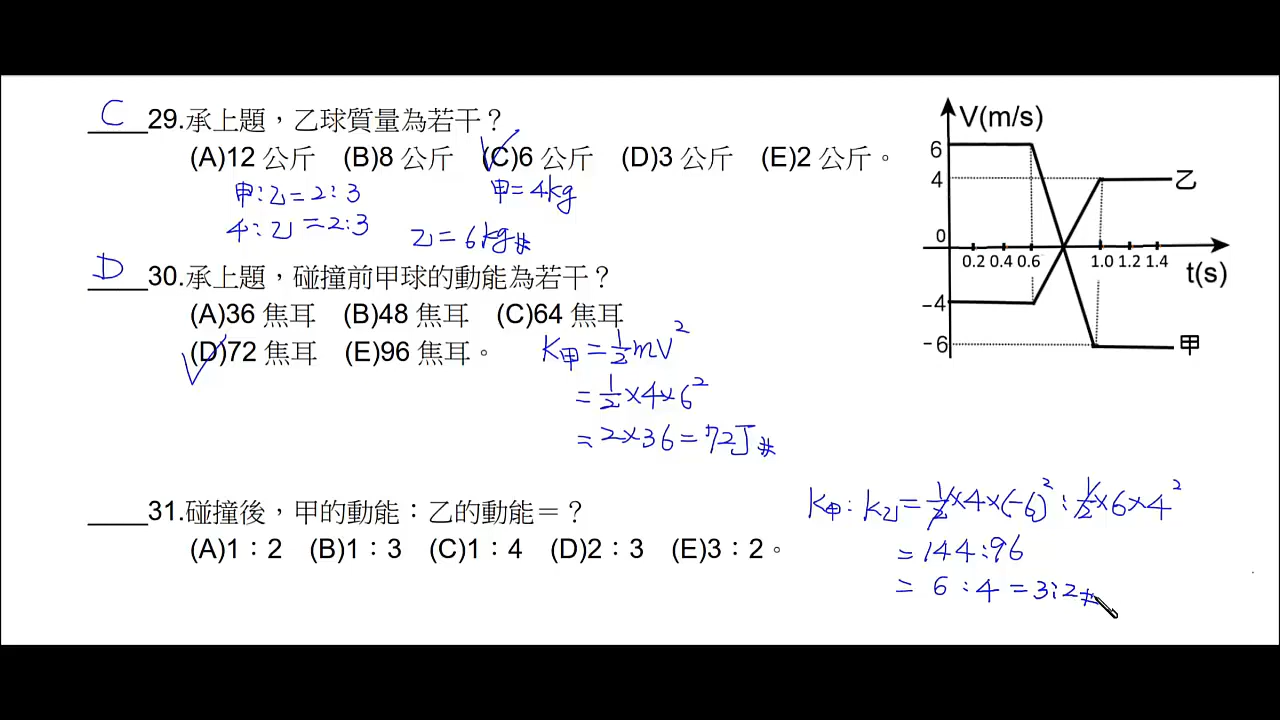 C 29.承上題，乙球質量為若干？
(A)12 公斤 (B)8 公斤 (C)6 公斤 (D)3 公斤 (E)2 公斤。
甲:乙=2:3 甲=4kg
4:乙=2:3 乙=6kg#
D 30.承上題，碰撞前甲球的動能為若干？
(A)36 焦耳 (B)48 焦耳 (C)64 焦耳
(D)72 焦耳 (E)96 焦耳。
K甲=½mV²
=½×4×6²
=2×36=72J#
31.碰撞後，甲的動能：乙的動能＝？
(A)1：2 (B)1：3 (C)1：4 (D)2：3 (E)3：2。
K甲:K乙=½×4×(-6)²:½×6×4²
=144:96
=6:4=3:2#
V(m/s)
6
4
0
-4
-6
0.2 0.4 0.6 1.0 1.2 1.4
t(s)
乙
甲